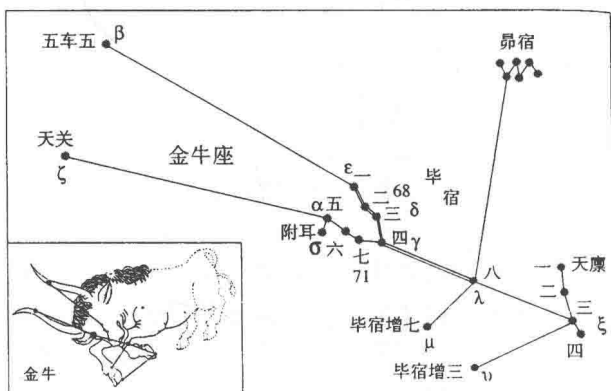 五车五 β
昴宿
天关
ζ
金牛座
ε 一
二 68
三 δ
毕
宿
α 五
附耳
σ 六
七
71
四 γ
八
λ
一 天廪
二
三
ξ
四
毕宿增七
μ
毕宿增三
υ
金牛